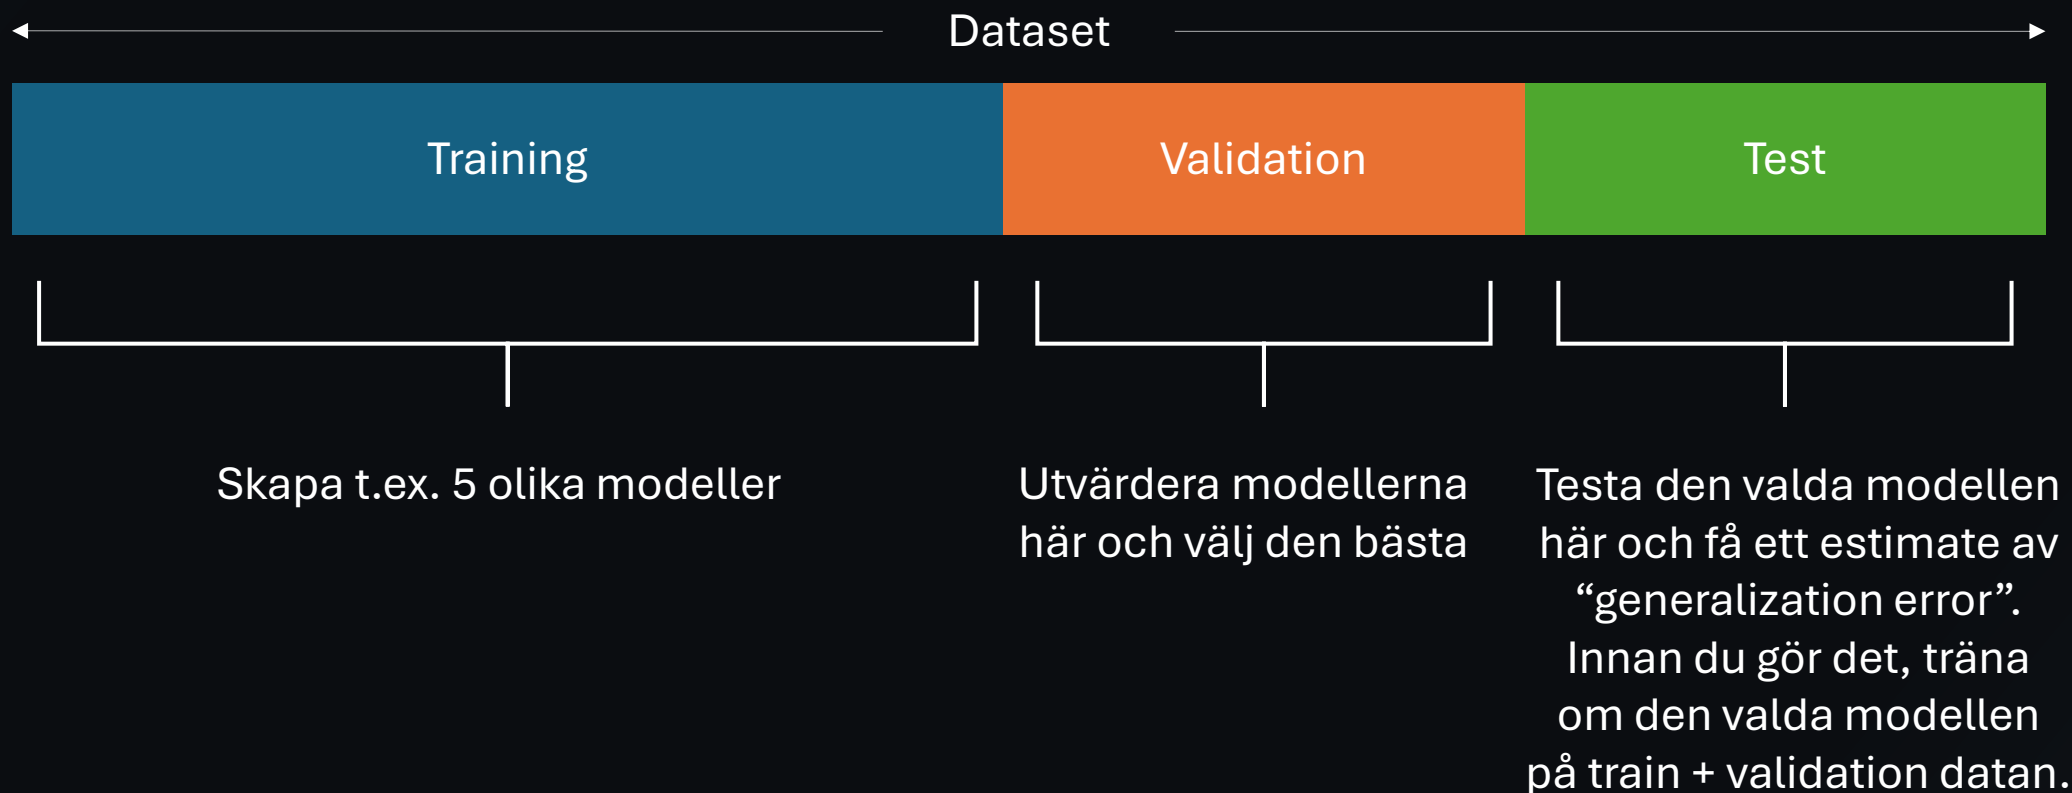 Dataset
Training
Validation
Test
Skapa t.ex. 5 olika modeller
Utvärdera modellerna
här och välj den bästa
Testa den valda modellen
här och få ett estimate av
“generalization error”.
Innan du gör det, träna
om den valda modellen
på train + validation datan.